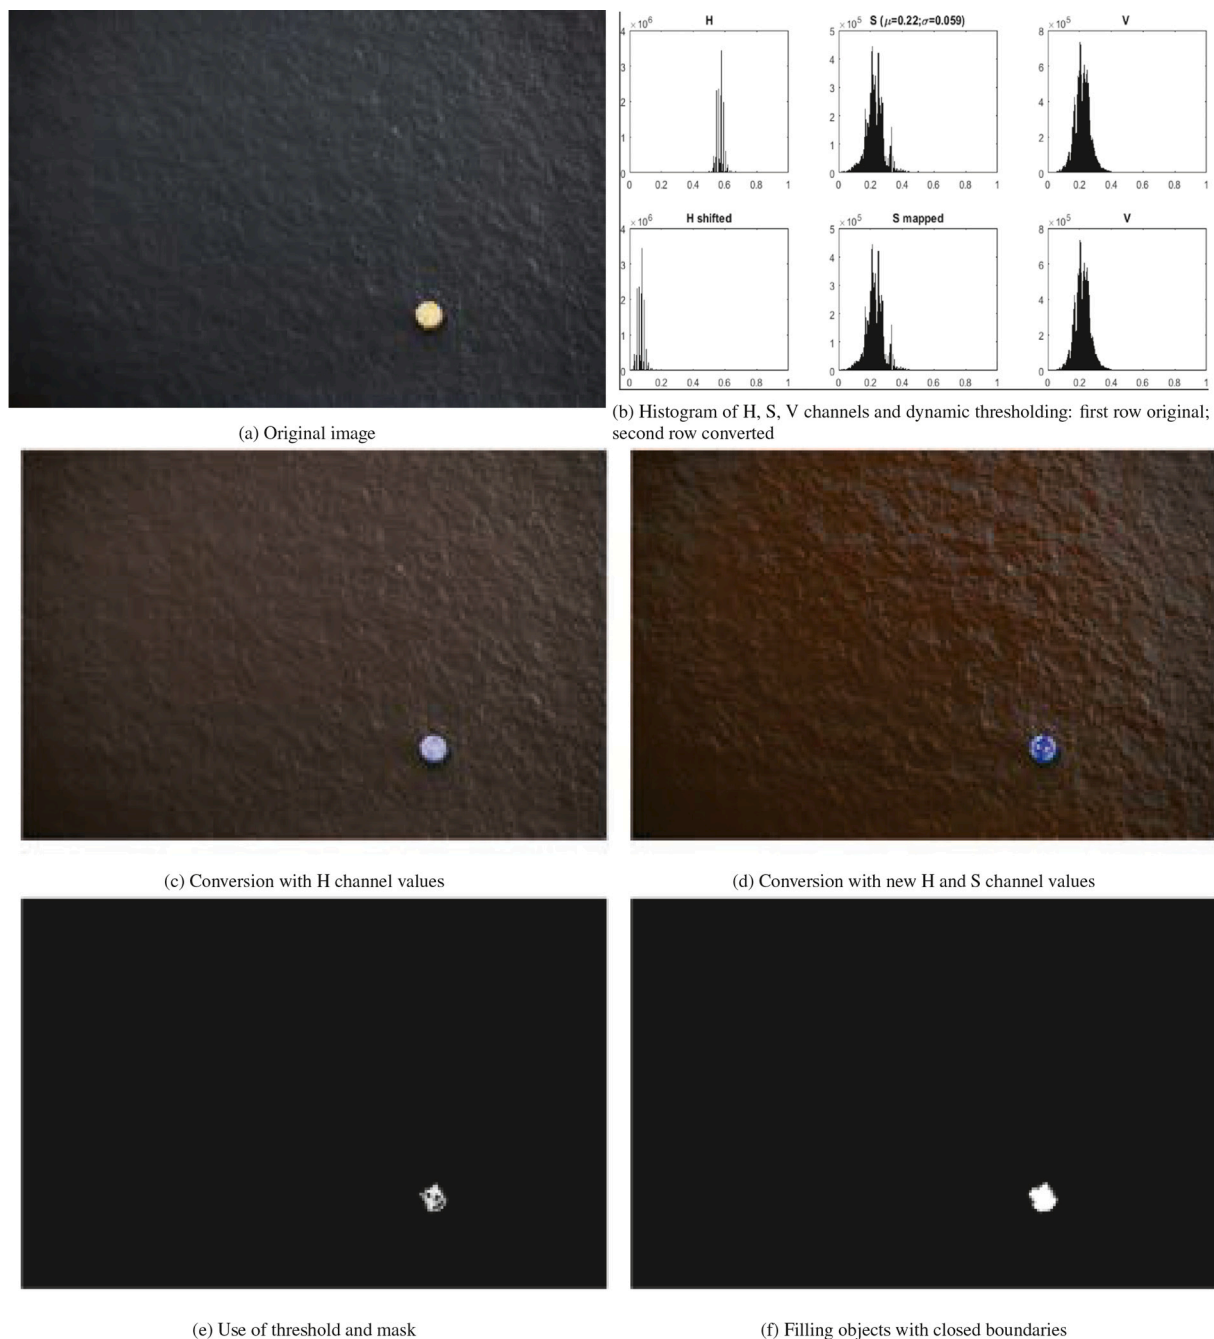 H
S (μ=0.22;σ=0.059)
V
×10⁶
×10⁵
×10⁵
4
3
2
1
0
0 0.2 0.4 0.6 0.8 1
5
4
3
2
1
0
0 0.2 0.4 0.6 0.8 1
8
6
4
2
0
0 0.2 0.4 0.6 0.8 1
H shifted
S mapped
V
×10⁶
×10⁵
×10⁵
4
3
2
1
0
0 0.2 0.4 0.6 0.8 1
5
4
3
2
1
0
0 0.2 0.4 0.6 0.8 1
8
6
4
2
0
0 0.2 0.4 0.6 0.8 1
(a) Original image
(b) Histogram of H, S, V channels and dynamic thresholding: first row original;
second row converted
(c) Conversion with H channel values
(d) Conversion with new H and S channel values
(e) Use of threshold and mask
(f) Filling objects with closed boundaries